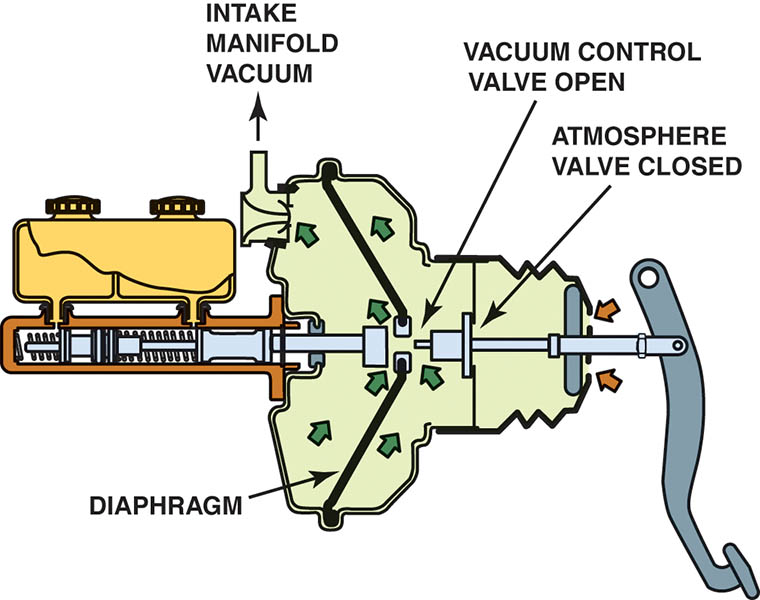 INTAKE
MANIFOLD
VACUUM
VACUUM CONTROL
VALVE OPEN
ATMOSPHERE
VALVE CLOSED
DIAPHRAGM